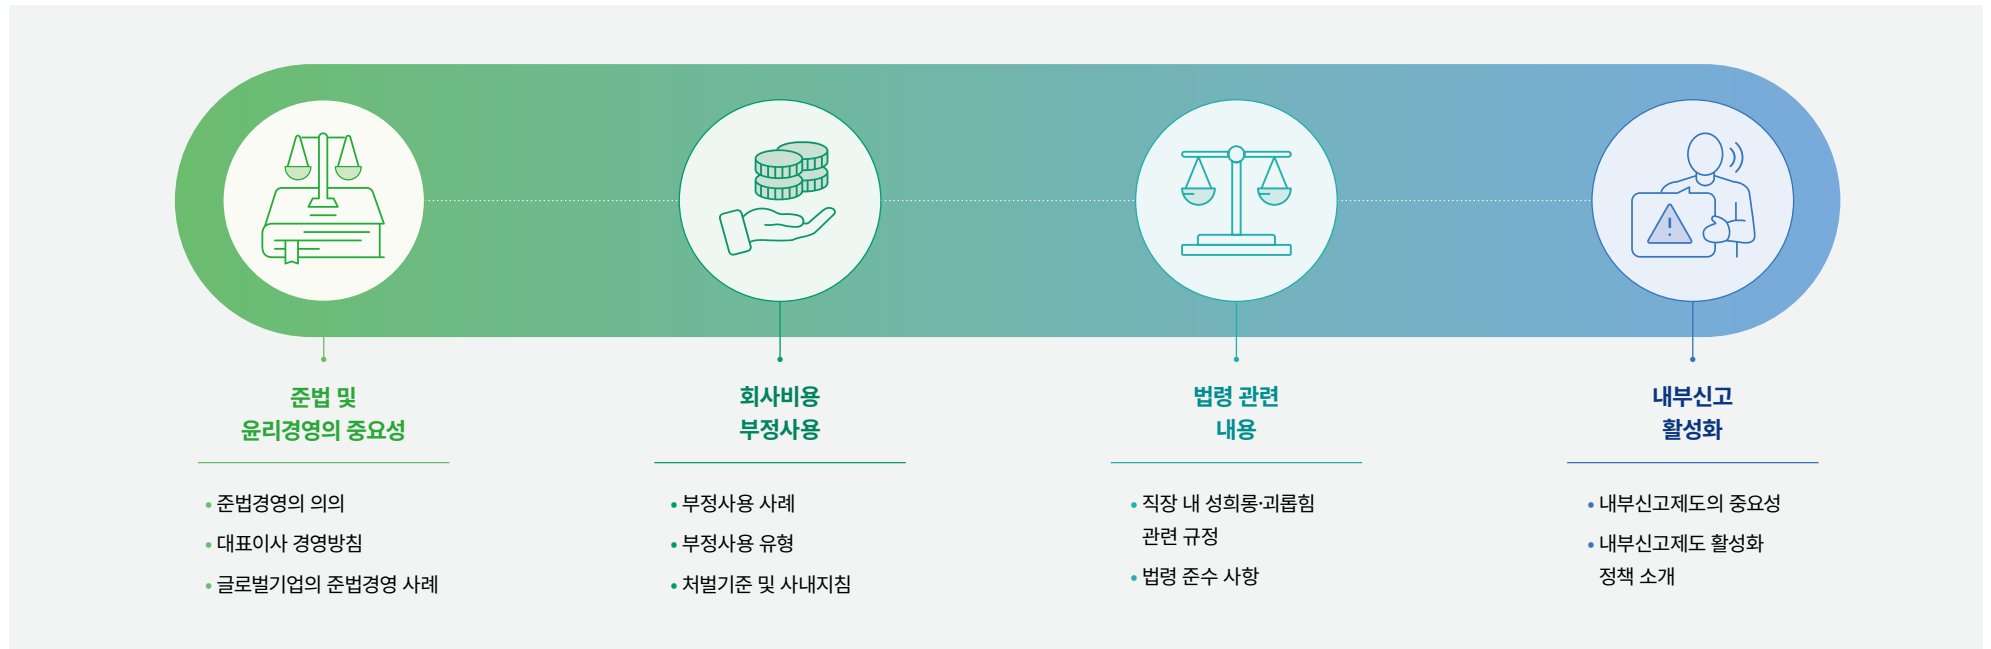 준법 및
윤리경영의 중요성
• 준법경영의 의의
• 대표이사 경영방침
• 글로벌기업의 준법경영 사례
회사비용
부정사용
• 부정사용 사례
• 부정사용 유형
• 처벌기준 및 사내지침
법령 관련
내용
• 직장 내 성희롱·괴롭힘
관련 규정
• 법령 준수 사항
내부신고
활성화
• 내부신고제도의 중요성
• 내부신고제도 활성화
정책 소개